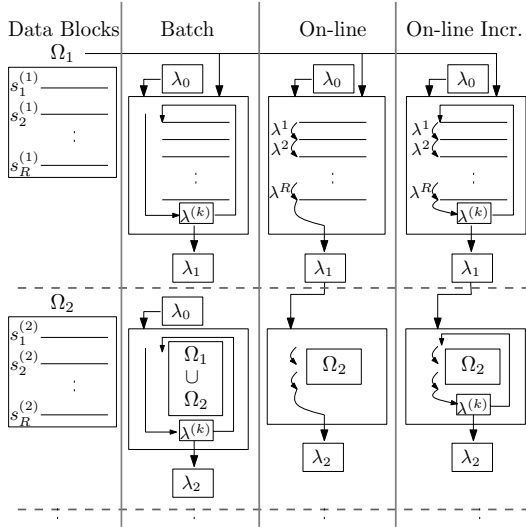 Data Blocks Batch On-line On-line Incr.
Ω₁
λ₀ λ₀ λ₀
s₁⁽¹⁾
s₂⁽¹⁾
⋮
s_R⁽¹⁾
λ¹ λ¹
λ² λ²
⋮ ⋮ ⋮
λᴿ λᴿ
λ⁽ᵏ⁾ λ⁽ᵏ⁾
λ₁ λ₁ λ₁
Ω₂
λ₀
s₁⁽²⁾
s₂⁽²⁾
⋮
s_R⁽²⁾
Ω₁
∪
Ω₂
Ω₂ Ω₂
λ⁽ᵏ⁾ λ⁽ᵏ⁾
λ₂ λ₂ λ₂
⋮ ⋮ ⋮ ⋮